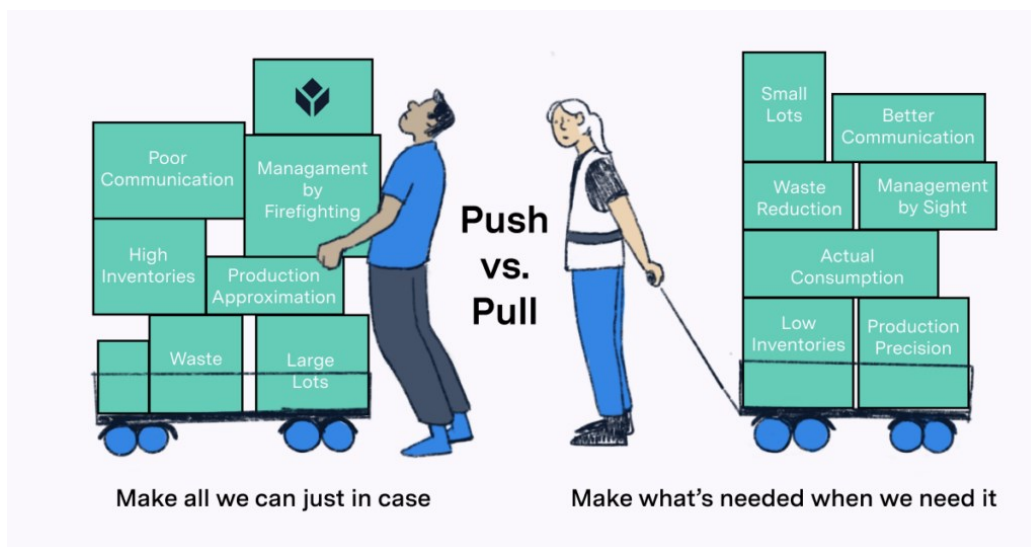 Poor
Communication
Managament
by
Firefighting
High
Inventories
Production
Approximation
Waste
Large
Lots
Push
vs.
Pull
Small
Lots
Better
Communication
Waste
Reduction
Management
by Sight
Actual
Consumption
Low
Inventories
Production
Precision
Make all we can just in case
Make what's needed when we need it